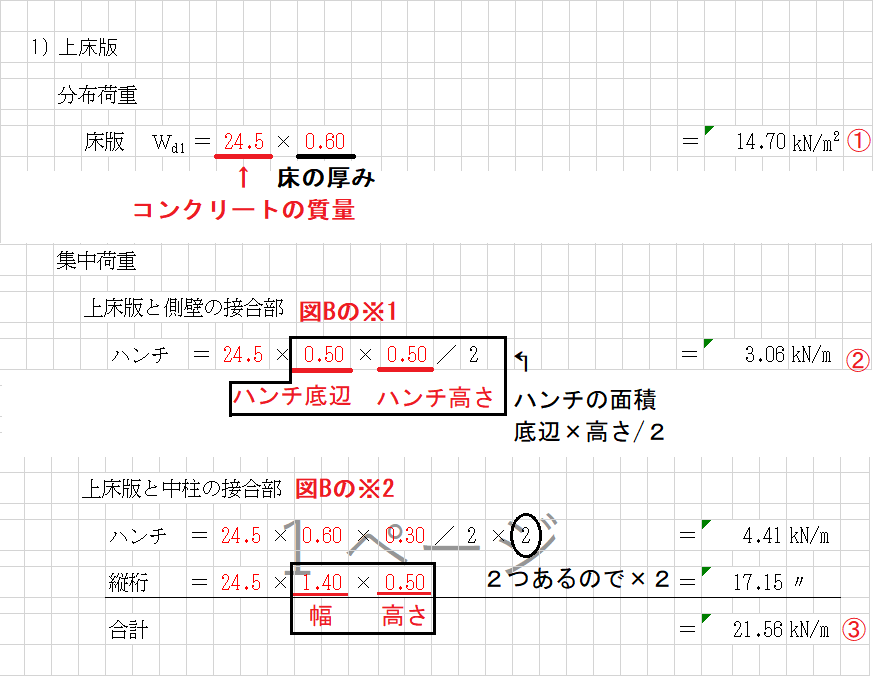 1) 上床版
分布荷重
床版 Wd1 = 24.5 × 0.60 = 14.70 kN/m² ①
↑ 床の厚み
コンクリートの質量
集中荷重
上床版と側壁の接合部 図Bの※1
ハンチ = 24.5 × 0.50 × 0.50 ／ 2 = 3.06 kN/m ②
ハンチ底辺 ハンチ高さ
ハンチの面積
底辺×高さ/２
上床版と中柱の接合部 図Bの※2
ハンチ = 24.5 × 0.60 × 0.30 ／ 2 × 2 = 4.41 kN/m
1 ページ
２つあるので×２
縦桁 = 24.5 × 1.40 × 0.50 = 17.15 〃
幅 高さ
合計 = 21.56 kN/m ③